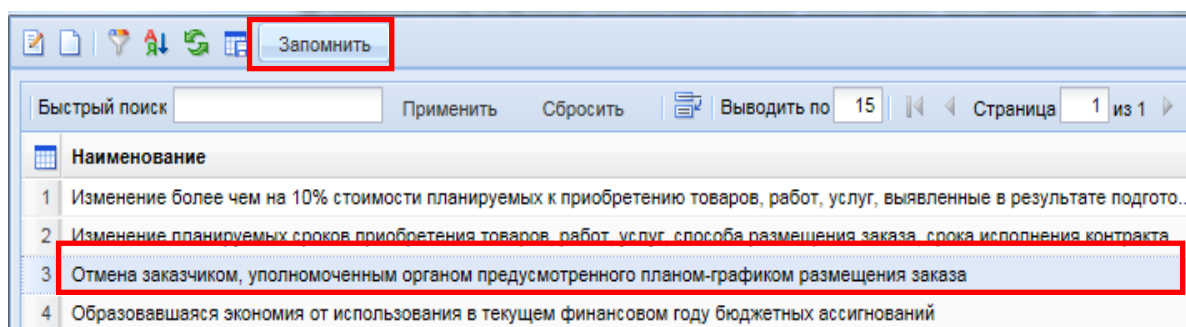 Запомнить
Быстрый поиск Применить Сбросить Выводить по 15 Страница 1 из 1
Наименование
1 Изменение более чем на 10% стоимости планируемых к приобретению товаров, работ, услуг, выявленные в результате подгото..
2 Изменение планируемых сроков приобретения товаров, работ, услуг, способа размещения заказа, срока исполнения контракта
3 Отмена заказчиком, уполномоченным органом предусмотренного планом-графиком размещения заказа
4 Образовавшаяся экономия от использования в текущем финансовом году бюджетных ассигнований